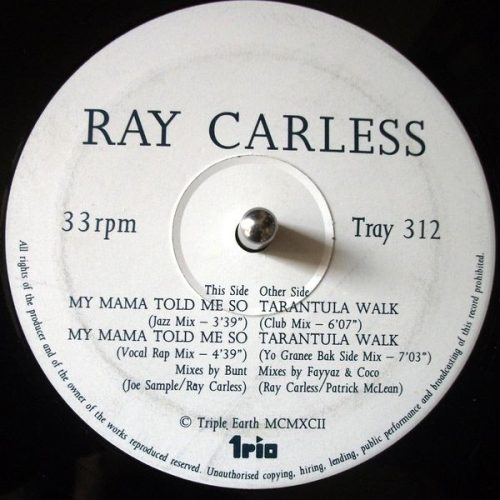 RAY CARLESS
33rpm
Tray 312
This Side
MY MAMA TOLD ME SO
(Jazz Mix – 3'39")
MY MAMA TOLD ME SO
(Vocal Rap Mix – 4'39")
Mixes by Bunt
(Joe Sample/Ray Carless)
Other Side
TARANTULA WALK
(Club Mix – 6'07")
TARANTULA WALK
(Yo Granee Bak Side Mix – 7'03")
Mixes by Fayyaz & Coco
(Ray Carless/Patrick McLean)
© Triple Earth MCMXCII
1rio
All rights of the producer and of the owner of the works reproduced reserved. Unauthorised copying, hiring, lending, public performance and broadcasting of this record prohibited.